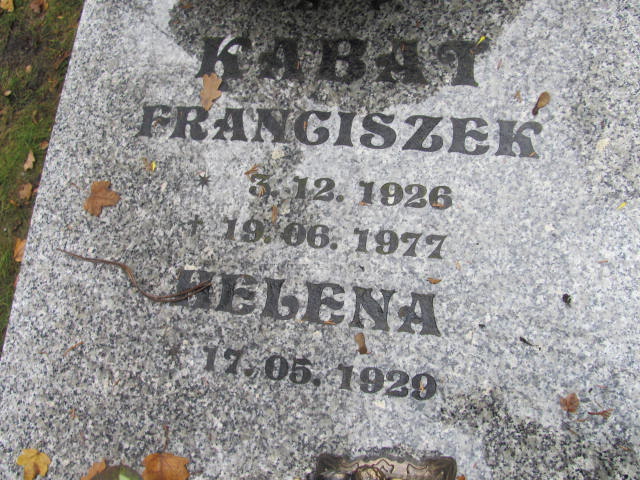 KABAT
FRANCISZEK
* 3. 12. 1926
+ 19. 06. 1977
HELENA
* 17. 05. 1929